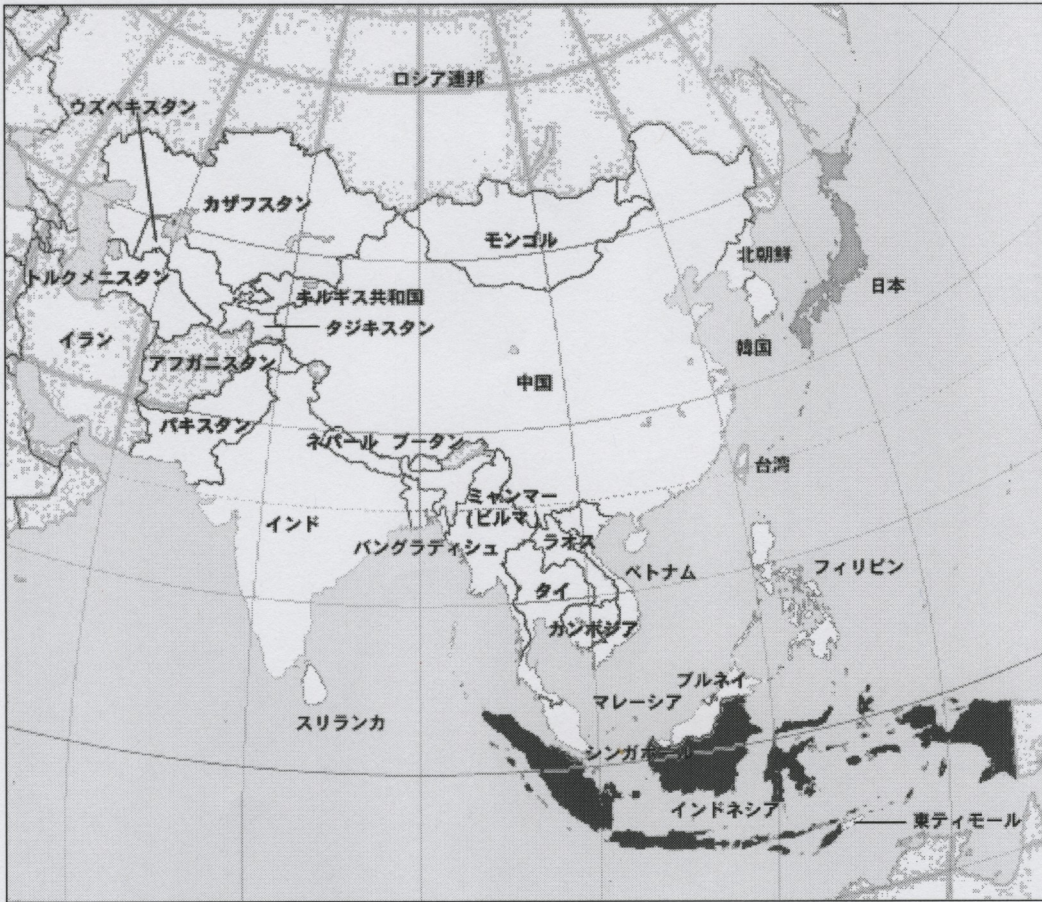 ロシア連邦
ウズベキスタン
カザフスタン
モンゴル
北朝鮮
トルクメニスタン
日本
キルギス共和国
タジキスタン
イラン
韓国
アフガニスタン
中国
パキスタン
ネパール ブータン
台湾
ミャンマー
(ビルマ)
インド
バングラディシュ
ラオス
ベトナム
フィリピン
タイ
カンボジア
ブルネイ
マレーシア
スリランカ
シンガポール
インドネシア
東ティモール